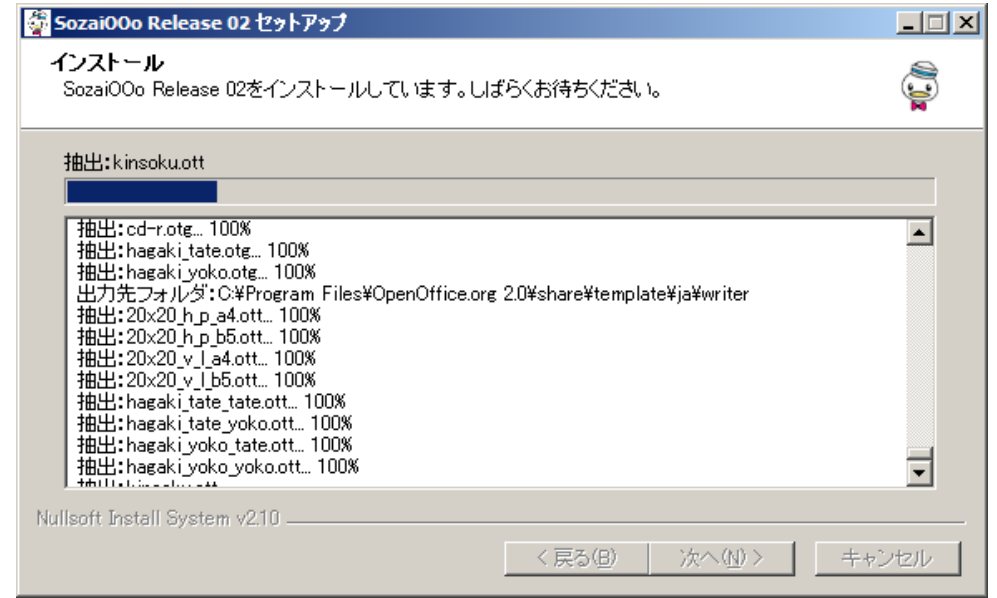 SozaiOOo Release 02 セットアップ
インストール
SozaiOOo Release 02をインストールしています。しばらくお待ちください。
抽出:kinsoku.ott
抽出:cd-r.otg... 100%
抽出:hagaki_tate.otg... 100%
抽出:hagaki_yoko.otg... 100%
出力先フォルダ:C:¥Program Files¥OpenOffice.org 2.0¥share¥template¥ja¥writer
抽出:20x20_h_p_a4.ott... 100%
抽出:20x20_h_p_b5.ott... 100%
抽出:20x20_v_l_a4.ott... 100%
抽出:20x20_v_l_b5.ott... 100%
抽出:hagaki_tate_tate.ott... 100%
抽出:hagaki_tate_yoko.ott... 100%
抽出:hagaki_yoko_tate.ott... 100%
抽出:hagaki_yoko_yoko.ott... 100%
抽出:kinsoku.ott
Nullsoft Install System v2.10
< 戻る(B) 次へ(N) > キャンセル